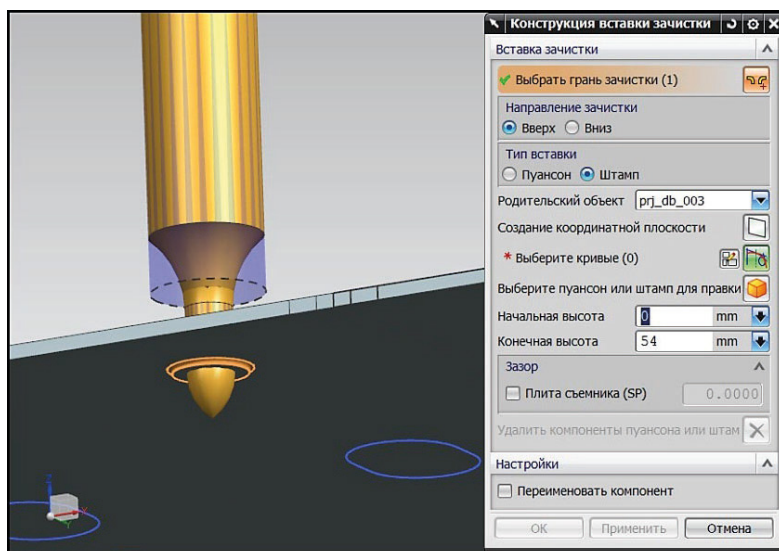 Конструкция вставки зачистки
Вставка зачистки
Выбрать грань зачистки (1)
Направление зачистки
Вверх Вниз
Тип вставки
Пуансон Штамп
Родительский объект prj_db_003
Создание координатной плоскости
* Выберите кривые (0)
Выберите пуансон или штамп для правки
Начальная высота 0 mm
Конечная высота 54 mm
Зазор
Плита съемника (SP) 0.0000
Удалить компоненты пуансона или штам
Настройки
Переименовать компонент
ОК Применить Отмена